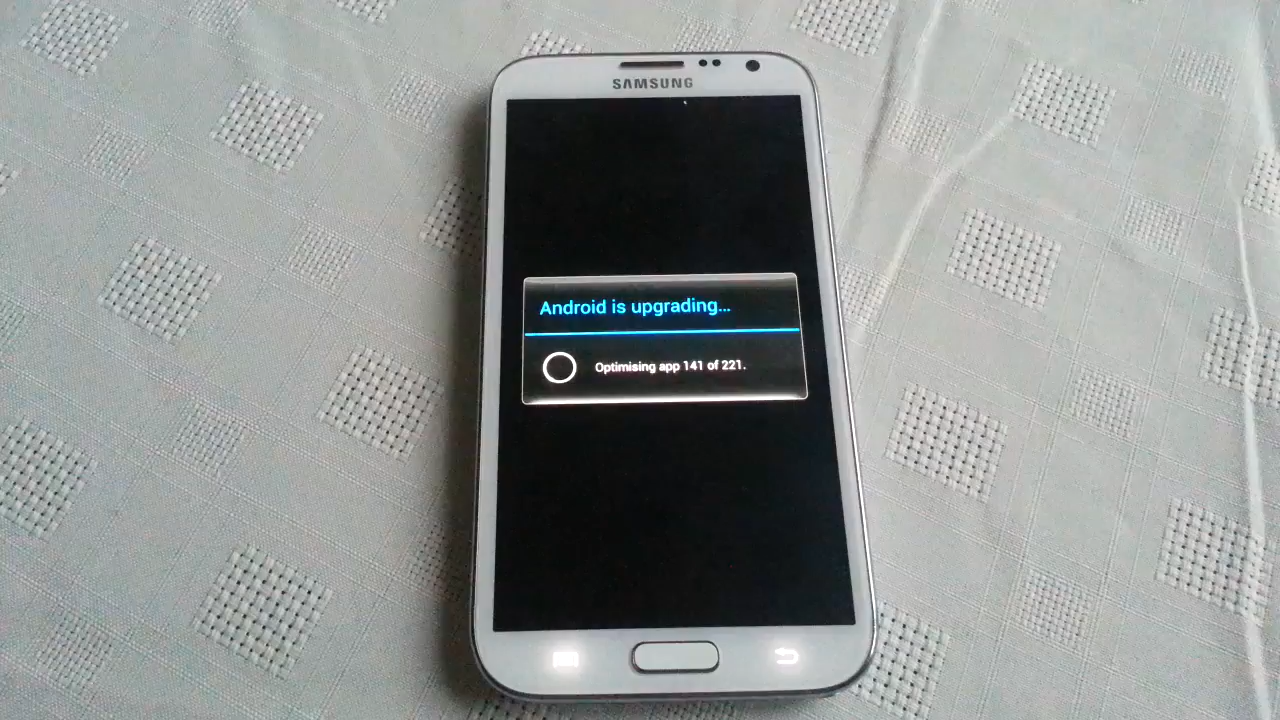 SAMSUNG
Android is upgrading...
Optimising app 141 of 221.